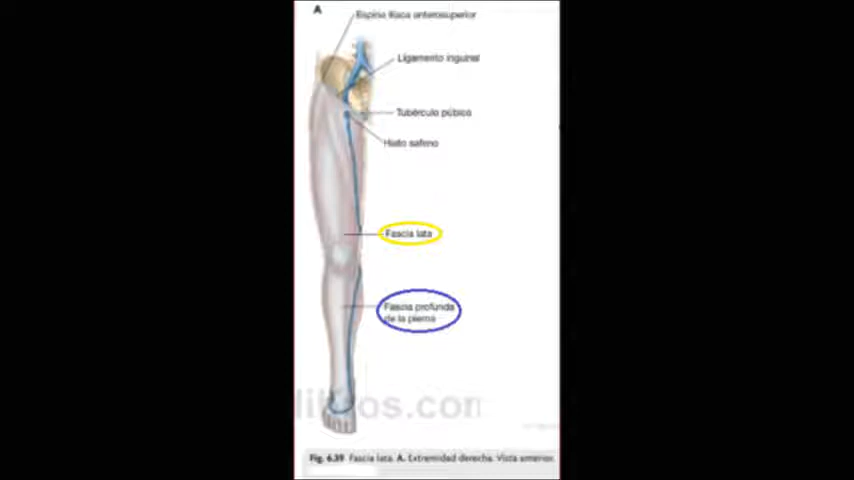 A
Espina iliaca anterosuperior
Ligamento inguinal
Tubérculo púbico
Hiato safeno
Fascia lata
Fascia profunda
de la pierna
Fig. 6.39 Fascia lata. A. Extremidad derecha. Vista anterior.